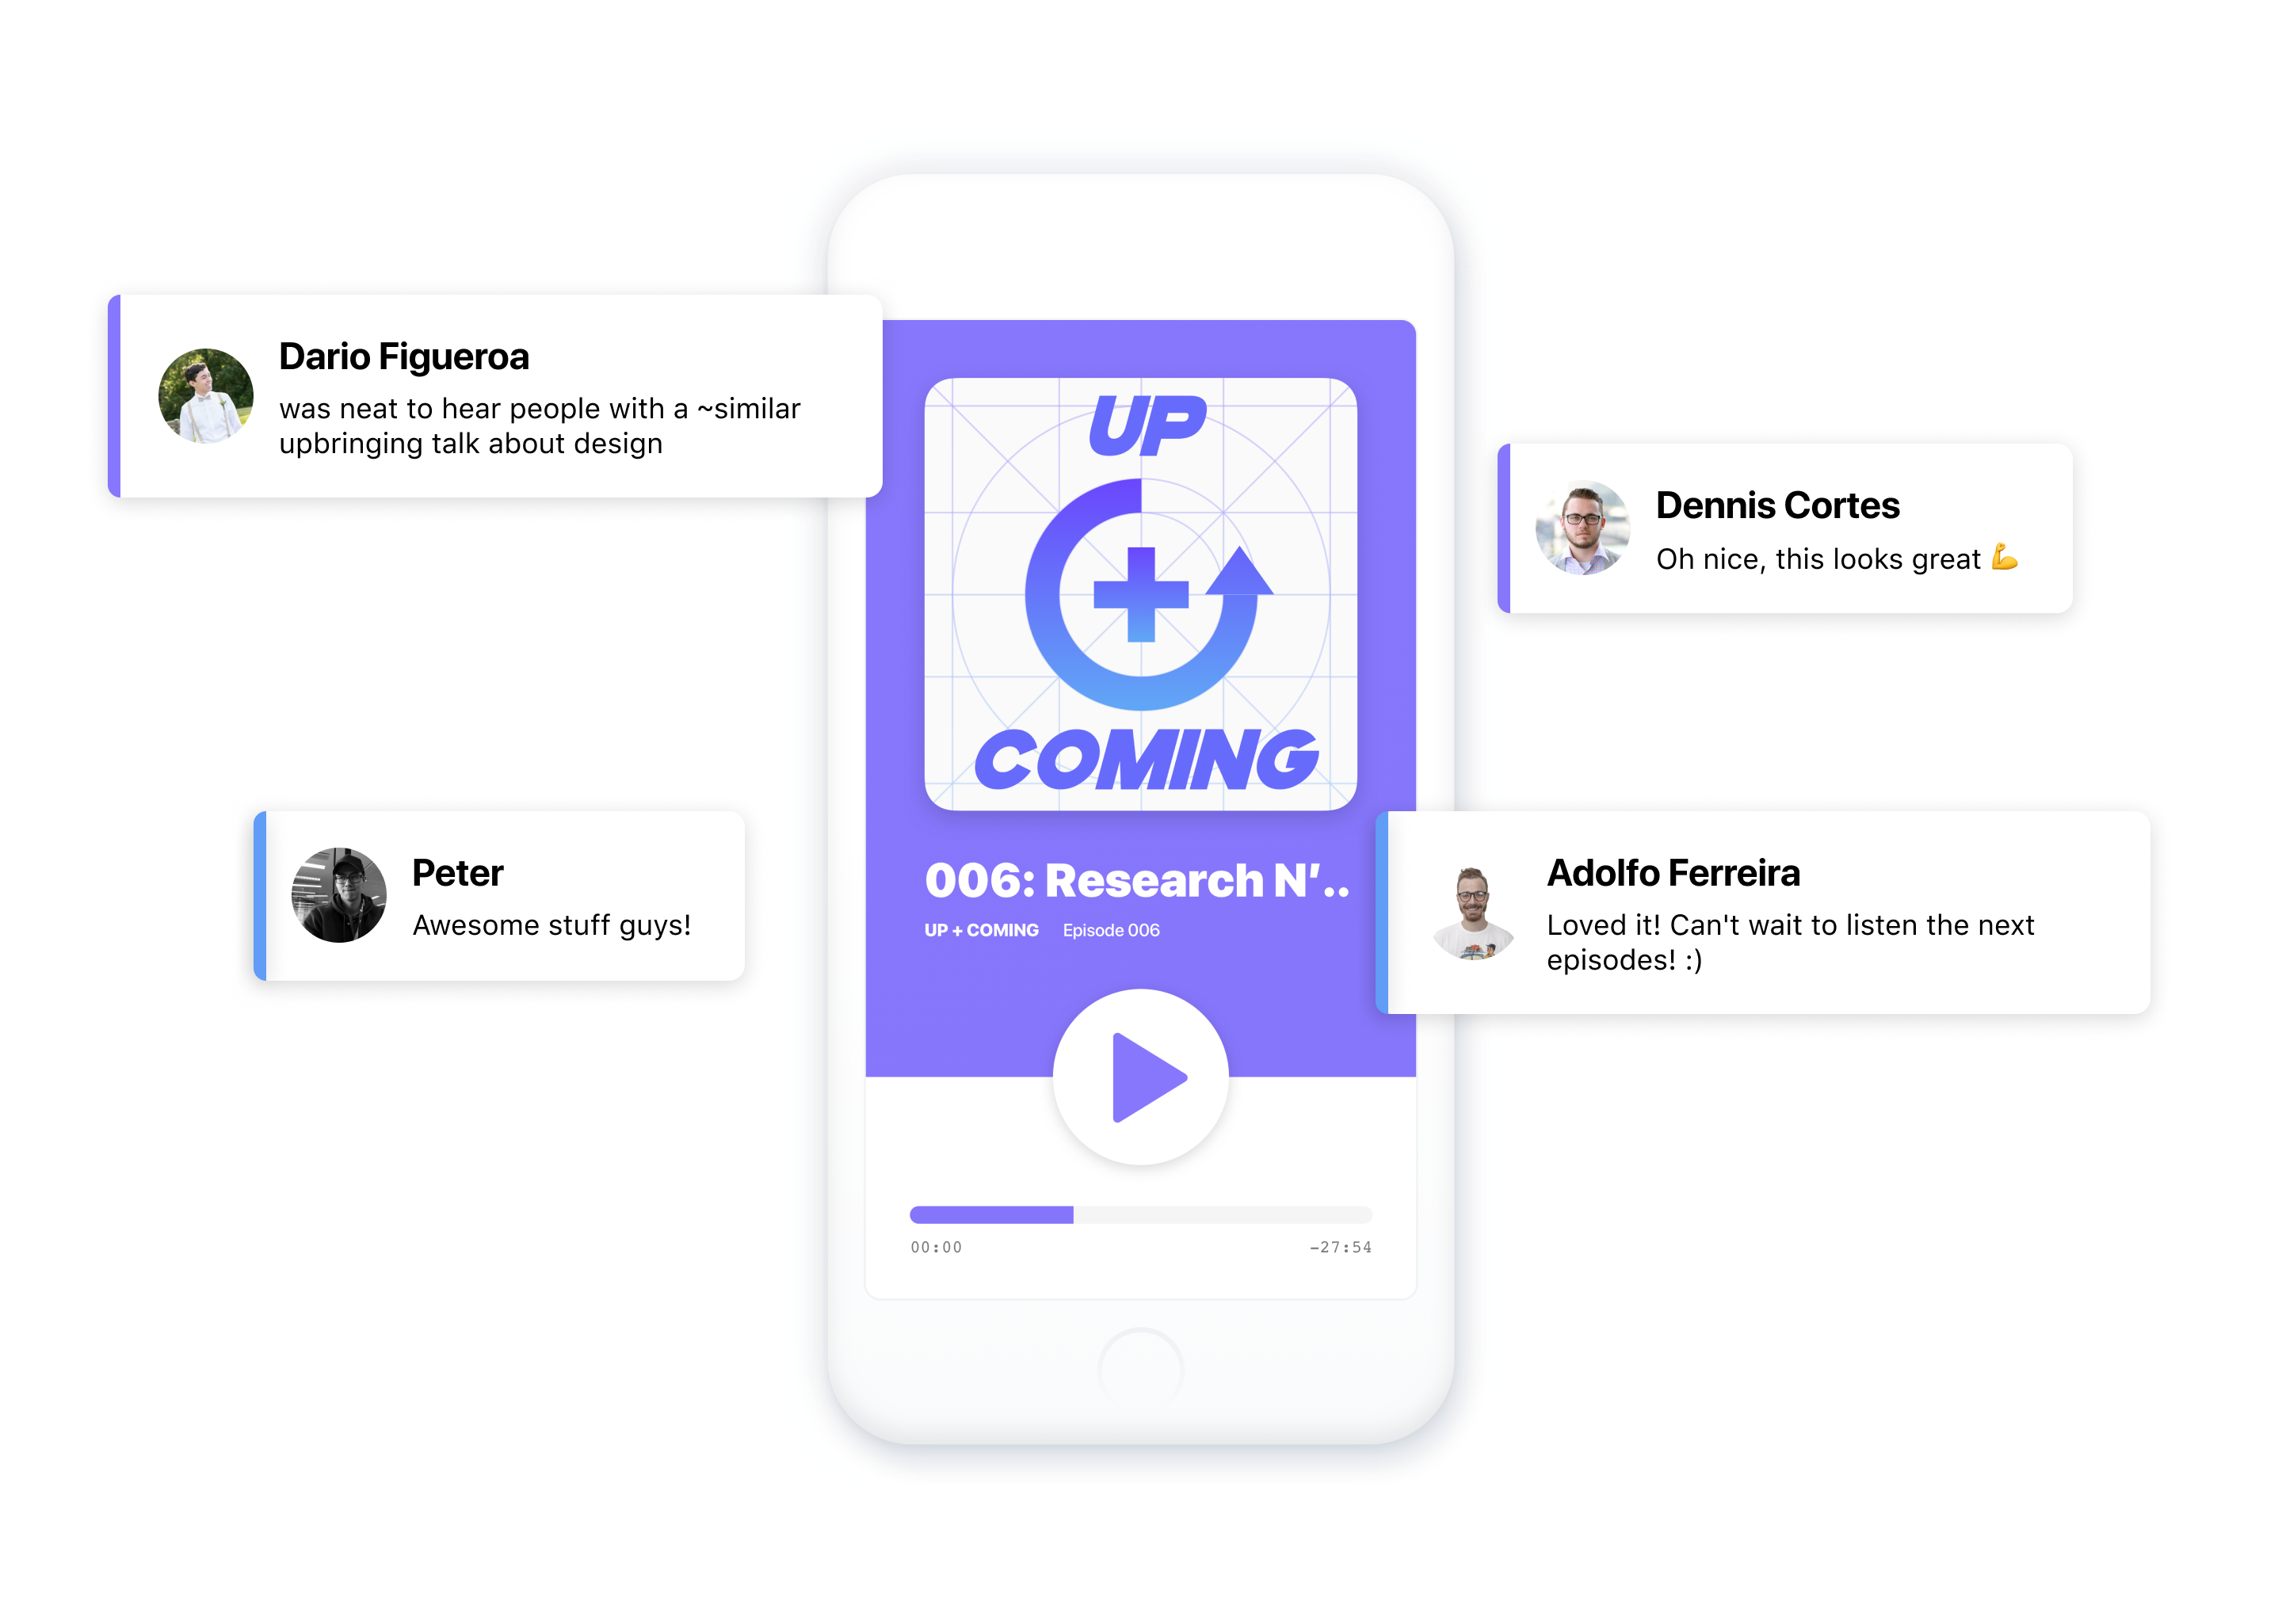 Dario Figueroa
was neat to hear people with a ~similar
upbringing talk about design
UP
COMING
Dennis Cortes
Oh nice, this looks great 💪
Peter
Awesome stuff guys!
006: Research N’..
UP + COMING Episode 006
Adolfo Ferreira
Loved it! Can't wait to listen the next
episodes! :)
00:00
−27:54